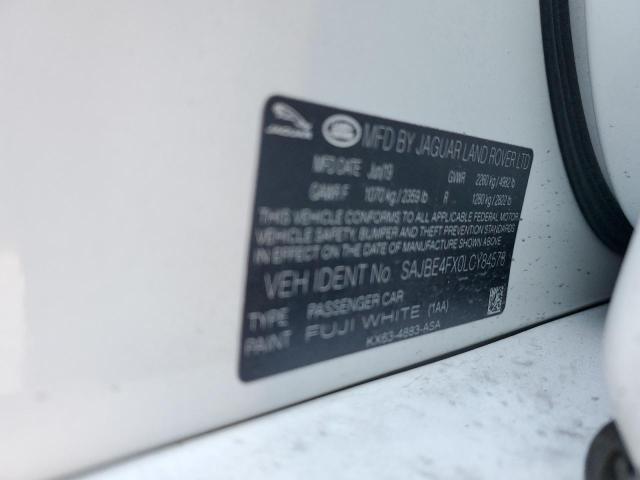 JAGUAR
MFD BY JAGUAR LAND ROVER LTD
MFD DATE Jun/19 GVWR 2260 kg / 4982 lb
GAWR F 1070 kg / 2359 lb R 1280 kg / 2822 lb
THIS VEHICLE CONFORMS TO ALL APPLICABLE FEDERAL MOTOR
VEHICLE SAFETY, BUMPER AND THEFT STANDARDS IN EFFECT
ON THE DATE OF MANUFACTURE SHOWN ABOVE.
VEH IDENT No SAJBE4FX0LCY84578
TYPE PASSENGER CAR
PAINT FUJI WHITE (1AA)
KX63-4883-ASA